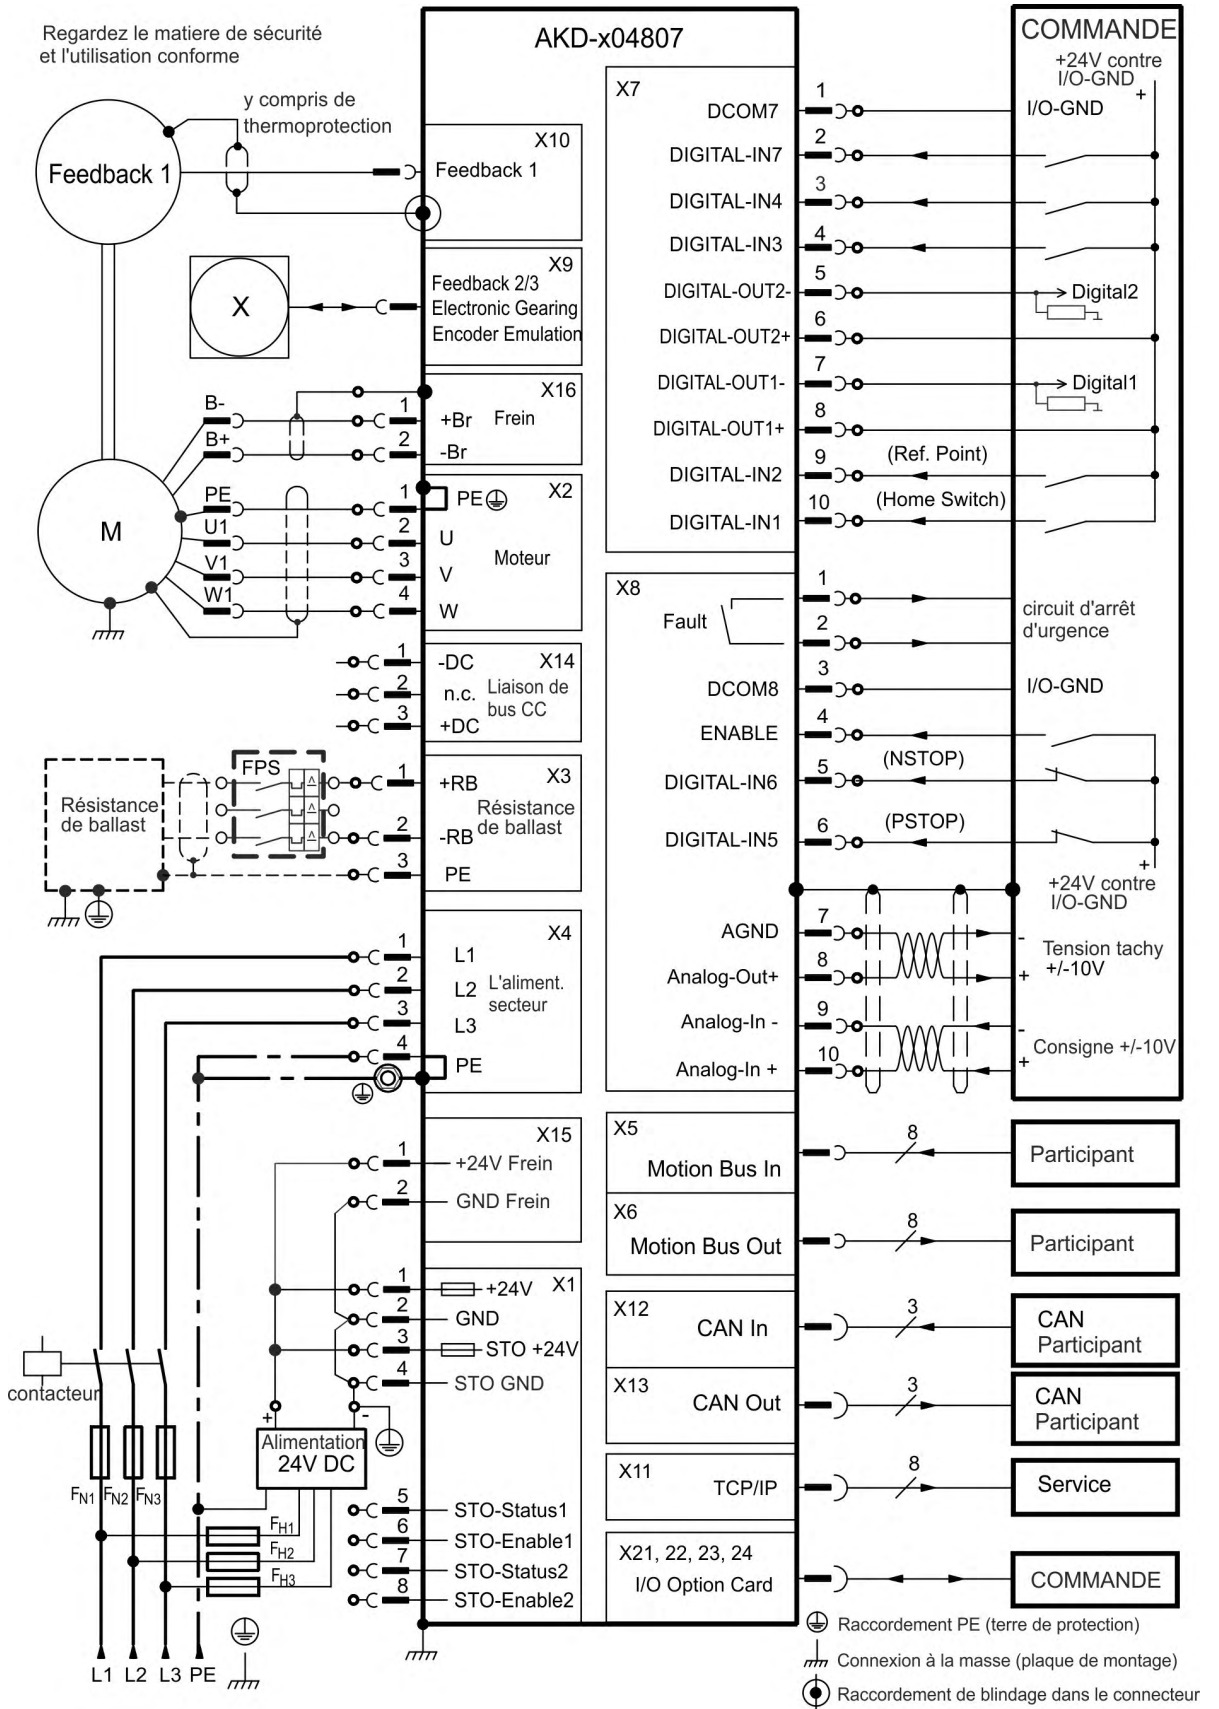 Regardez le matiere de sécurité
et l'utilisation conforme
y compris de
thermoprotection
Feedback 1
X
M
B-
B+
PE
U1
V1
W1
FPS
Résistance
de ballast
contacteur
FN1 FN2 FN3
FH1
FH2
FH3
+ -
Alimentation
24V DC
L1 L2 L3 PE
AKD-x04807
X10
Feedback 1
X9
Feedback 2/3
Electronic Gearing
Encoder Emulation
X16
1 +Br Frein
2 -Br
X2
1 PE
2 U
Moteur
3 V
4 W
X14
1 -DC
2 n.c. Liaison de
bus CC
3 +DC
X3
1 +RB
Résistance
de ballast
2 -RB
3 PE
X4
1 L1
2 L2 L'aliment.
secteur
3 L3
4 PE
X15
1 +24V Frein
2 GND Frein
X1
1 +24V
2 GND
3 STO +24V
4 STO GND
5 STO-Status1
6 STO-Enable1
7 STO-Status2
8 STO-Enable2
X7
DCOM7 1
DIGITAL-IN7 2
DIGITAL-IN4 3
DIGITAL-IN3 4
DIGITAL-OUT2- 5
DIGITAL-OUT2+ 6
DIGITAL-OUT1- 7
DIGITAL-OUT1+ 8
DIGITAL-IN2 9 (Ref. Point)
DIGITAL-IN1 10 (Home Switch)
X8
Fault 1
2
DCOM8 3
ENABLE 4
DIGITAL-IN6 5 (NSTOP)
DIGITAL-IN5 6 (PSTOP)
AGND 7
Analog-Out+ 8
Analog-In - 9
Analog-In + 10
X5
Motion Bus In 8
X6
Motion Bus Out 8
X12
CAN In 3
X13
CAN Out 3
X11
TCP/IP 8
X21, 22, 23, 24
I/O Option Card
COMMANDE
+24V contre
I/O-GND
+
I/O-GND
Digital2
Digital1
circuit d'arrêt
d'urgence
I/O-GND
+
+24V contre
I/O-GND
-
Tension tachy
+/-10V
+
-
Consigne +/-10V
+
Participant
Participant
CAN
Participant
CAN
Participant
Service
COMMANDE
Raccordement PE (terre de protection)
Connexion à la masse (plaque de montage)
Raccordement de blindage dans le connecteur